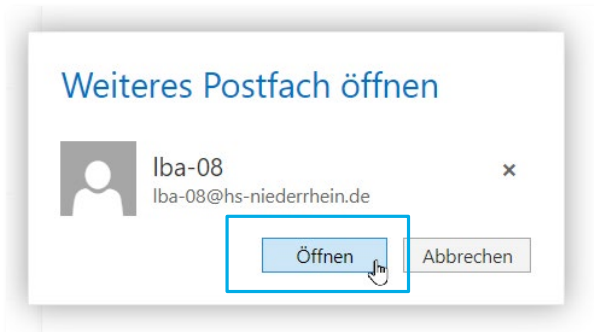 Weiteres Postfach öffnen
lba-08
lba-08@hs-niederrhein.de
×
Öffnen
Abbrechen